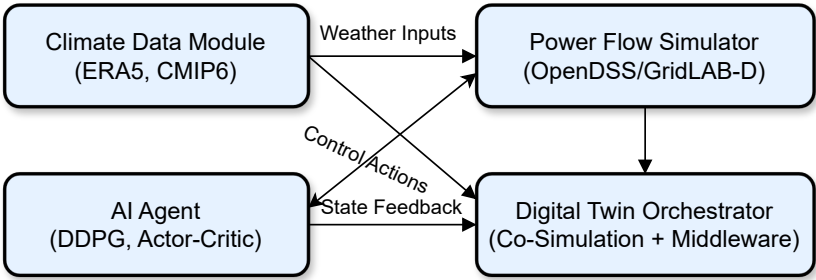 Climate Data Module
(ERA5, CMIP6)
Weather Inputs
Power Flow Simulator
(OpenDSS/GridLAB-D)
Control Actions
AI Agent
(DDPG, Actor-Critic)
State Feedback
Digital Twin Orchestrator
(Co-Simulation + Middleware)